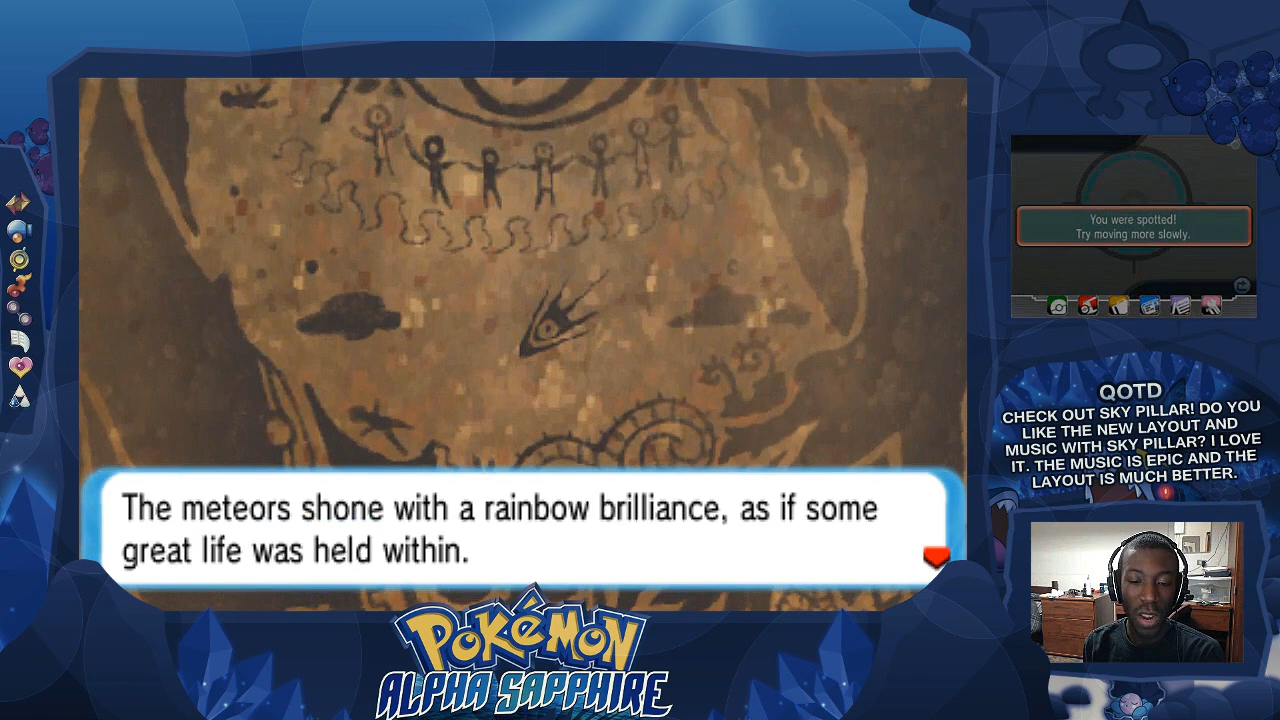 The meteors shone with a rainbow brilliance, as if some
great life was held within.
You were spotted!
Try moving more slowly.
QOTD
CHECK OUT SKY PILLAR! DO YOU
LIKE THE NEW LAYOUT AND
MUSIC WITH SKY PILLAR? I LOVE
IT. THE MUSIC IS EPIC AND THE
LAYOUT IS MUCH BETTER.
POKéMON
ALPHA SAPPHIRE